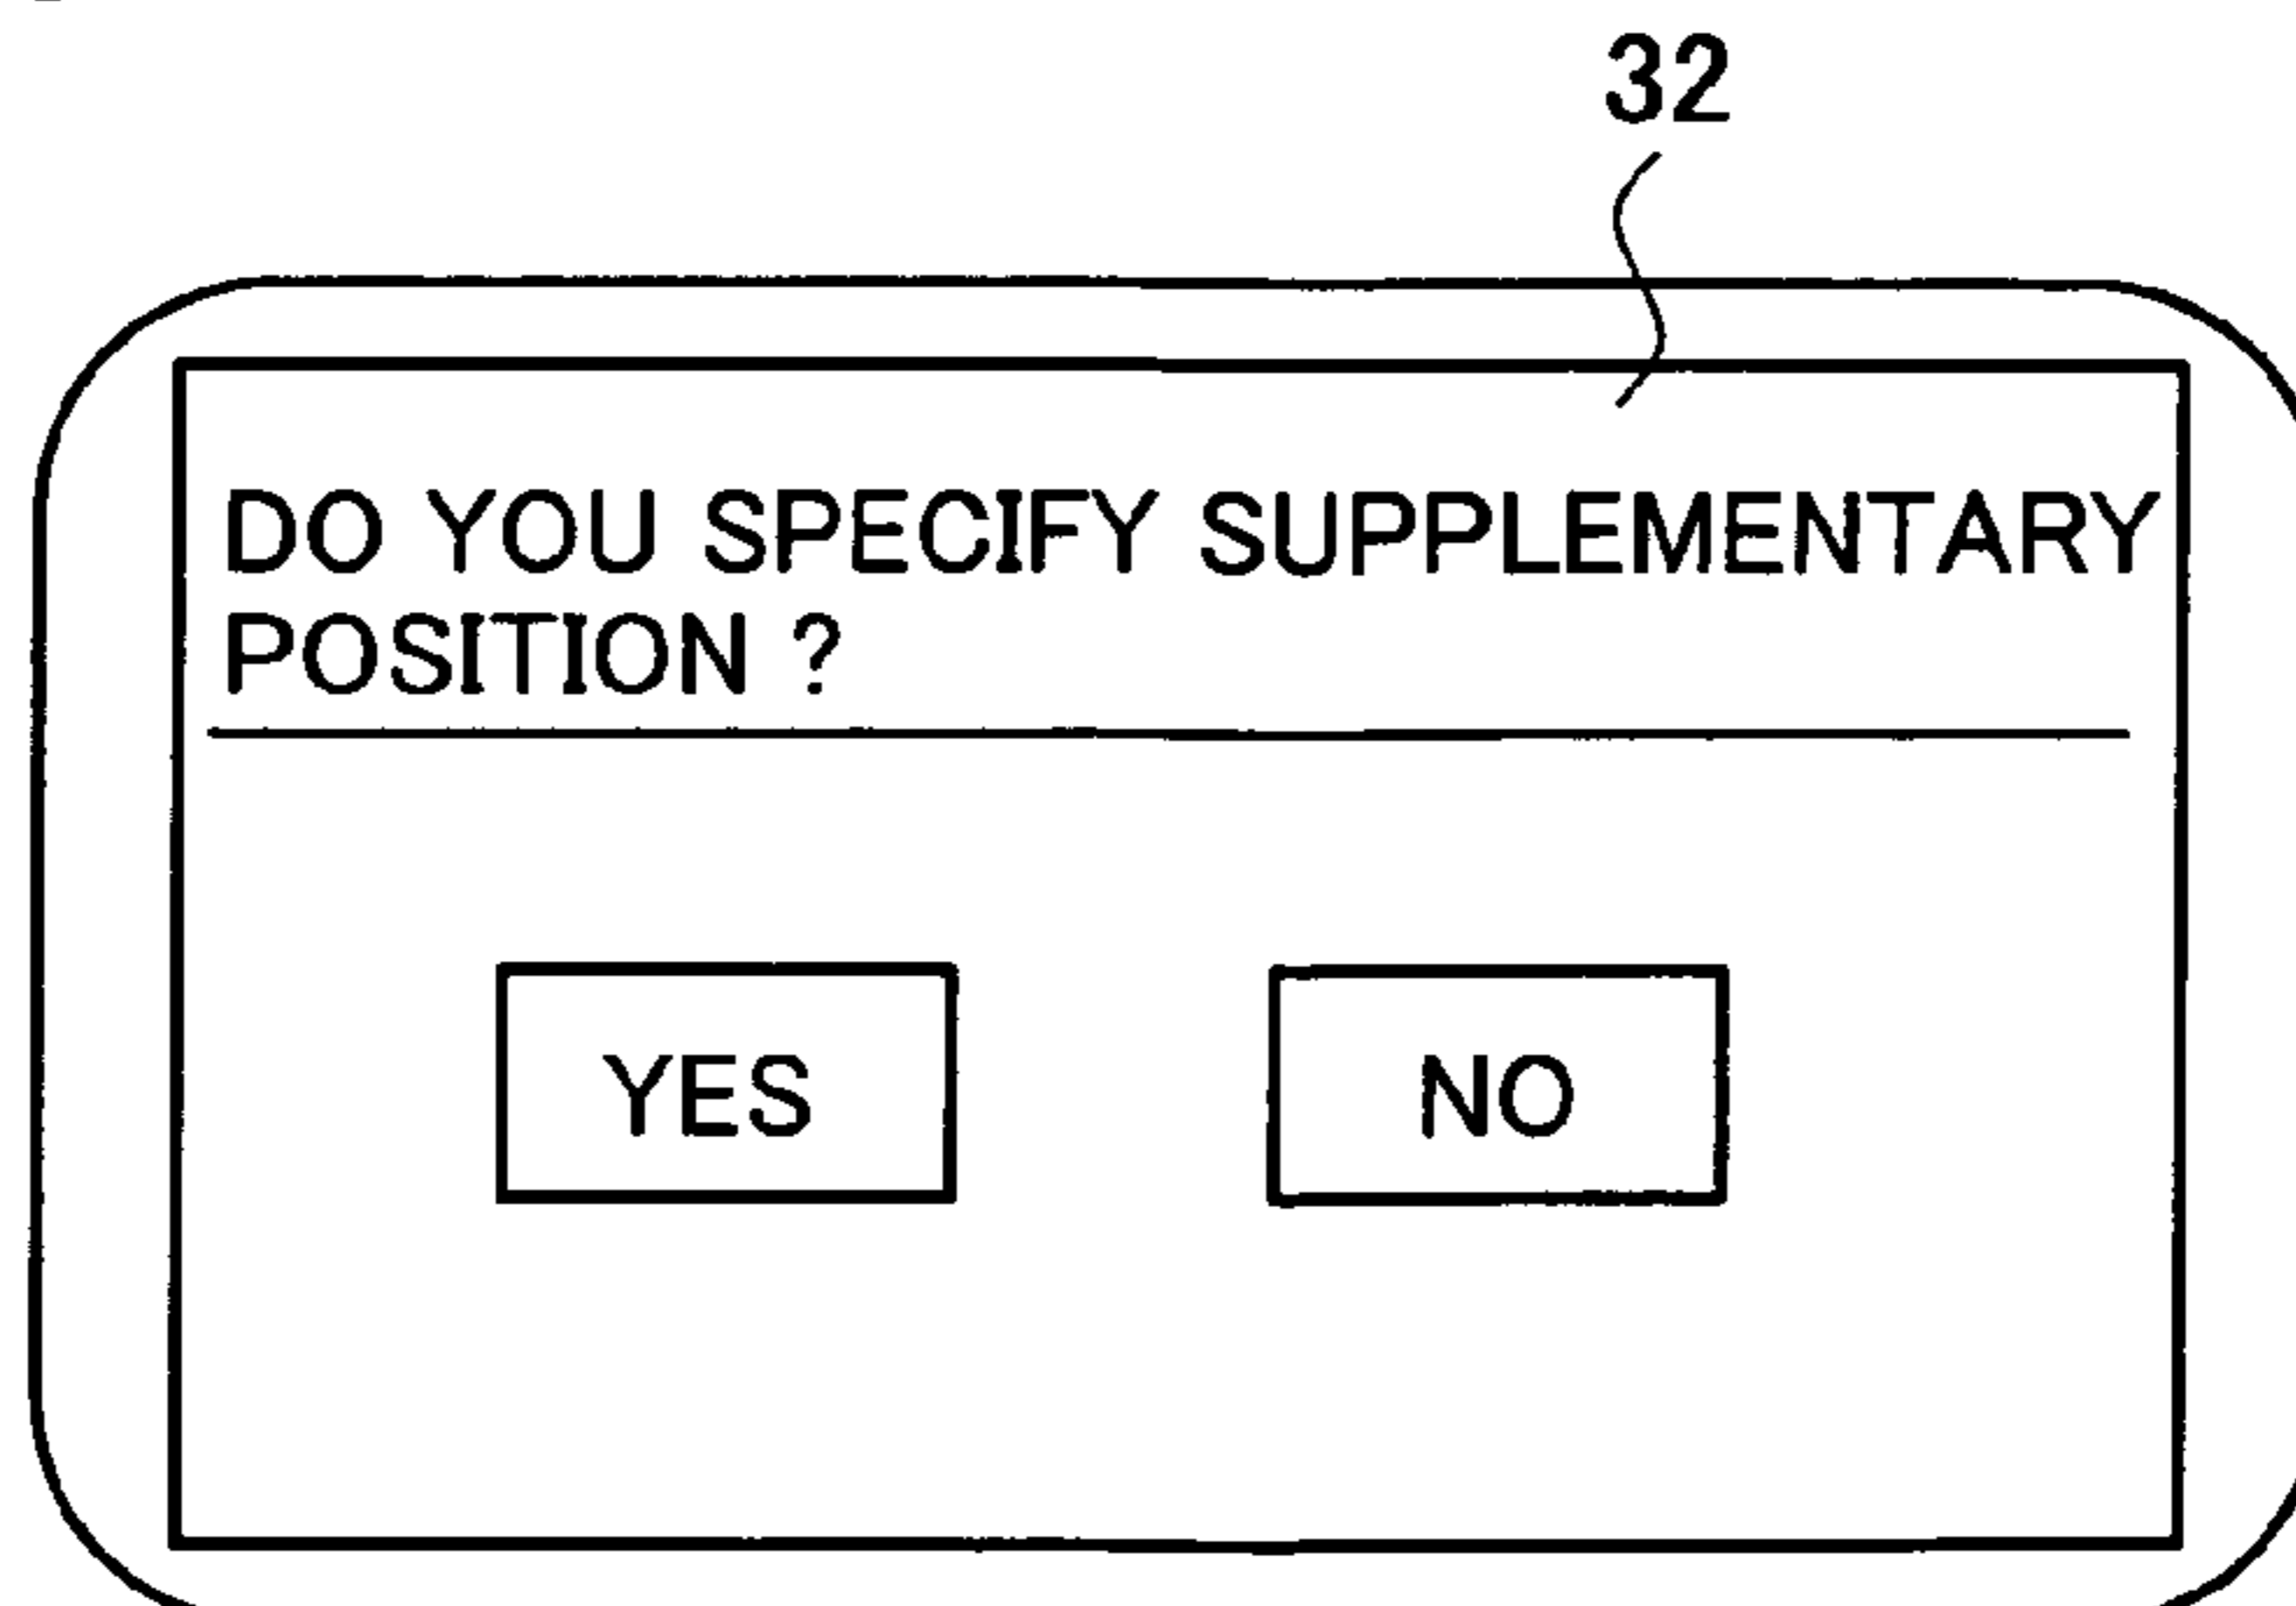 32
DO YOU SPECIFY SUPPLEMENTARY
POSITION ?
YES
NO